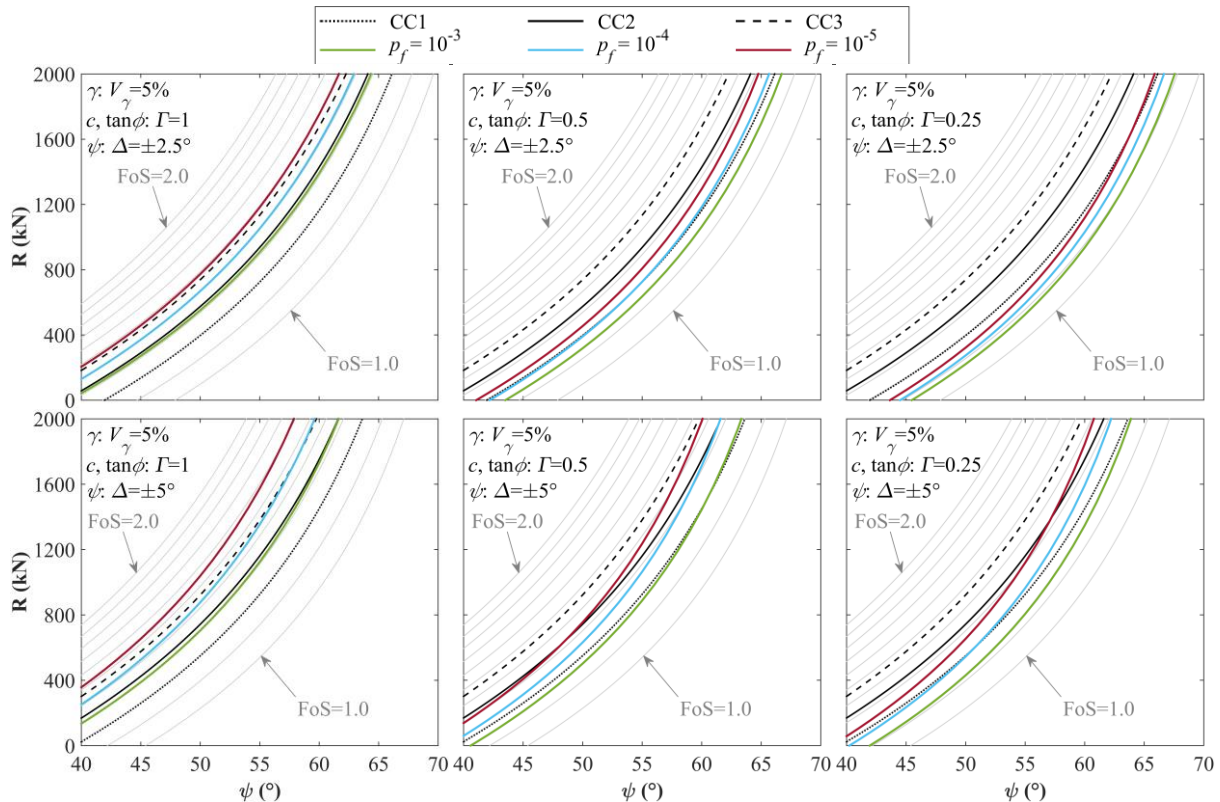 CC1 CC2 CC3
p_f = 10^-3 p_f = 10^-4 p_f = 10^-5
2000
1600
1200
800
400
0
R (kN)
γ: V_γ=5%
c, tanϕ: Γ=1
ψ: Δ=±2.5°
FoS=2.0
FoS=1.0
γ: V_γ=5%
c, tanϕ: Γ=0.5
ψ: Δ=±2.5°
FoS=2.0
FoS=1.0
γ: V_γ=5%
c, tanϕ: Γ=0.25
ψ: Δ=±2.5°
FoS=2.0
FoS=1.0
2000
1600
1200
800
400
0
R (kN)
γ: V_γ=5%
c, tanϕ: Γ=1
ψ: Δ=±5°
FoS=2.0
FoS=1.0
40 45 50 55 60 65 70
ψ (°)
γ: V_γ=5%
c, tanϕ: Γ=0.5
ψ: Δ=±5°
FoS=2.0
FoS=1.0
40 45 50 55 60 65 70
ψ (°)
γ: V_γ=5%
c, tanϕ: Γ=0.25
ψ: Δ=±5°
FoS=2.0
FoS=1.0
40 45 50 55 60 65 70
ψ (°)